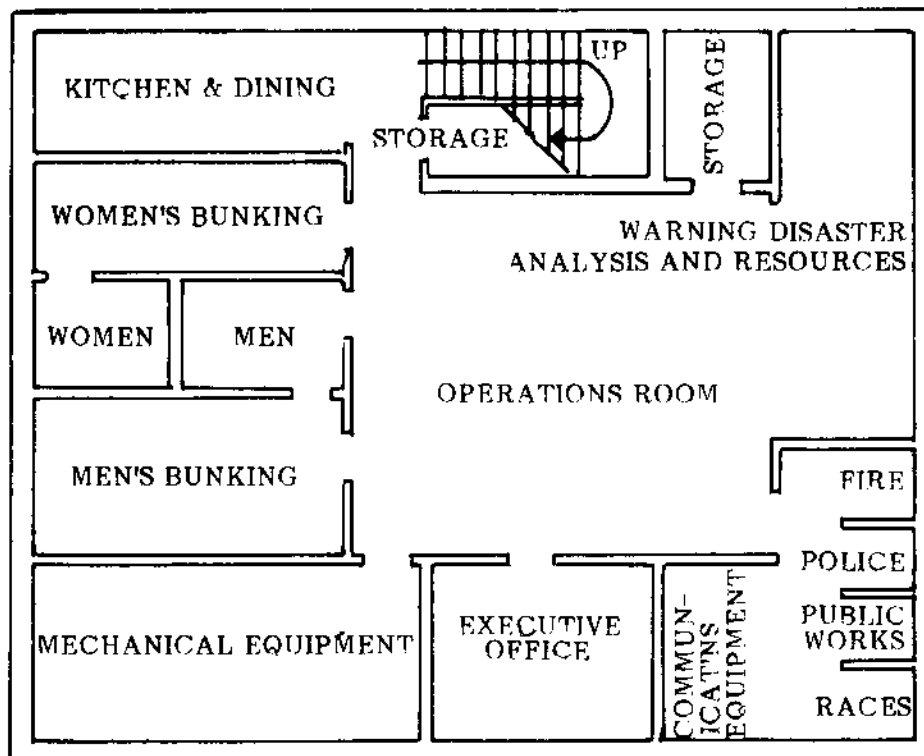 KITCHEN & DINING
UP
STORAGE
STORAGE
WOMEN'S BUNKING
WARNING DISASTER
ANALYSIS AND RESOURCES
WOMEN
MEN
OPERATIONS ROOM
MEN'S BUNKING
FIRE
POLICE
PUBLIC
WORKS
RACES
MECHANICAL EQUIPMENT
EXECUTIVE
OFFICE
COMMUN-
ICAT'NS
EQUIPMENT